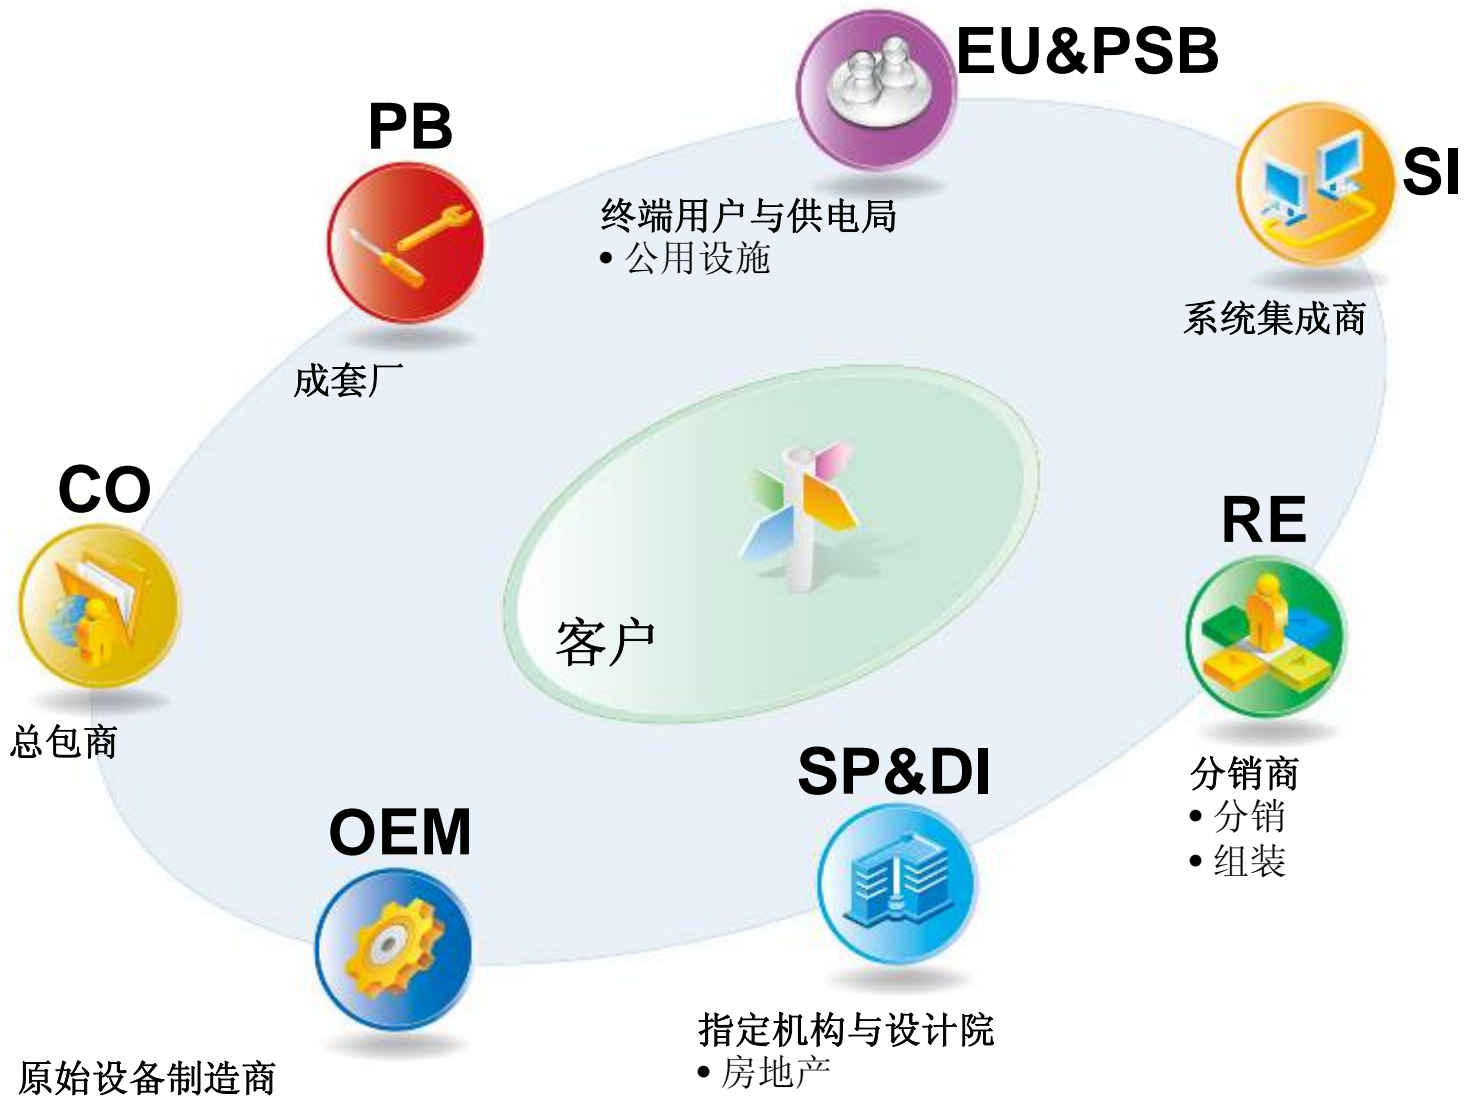 EU&PSB
终端用户与供电局
• 公用设施
PB
成套厂
SI
系统集成商
CO
总包商
客户
RE
分销商
• 分销
• 组装
OEM
原始设备制造商
SP&DI
指定机构与设计院
• 房地产